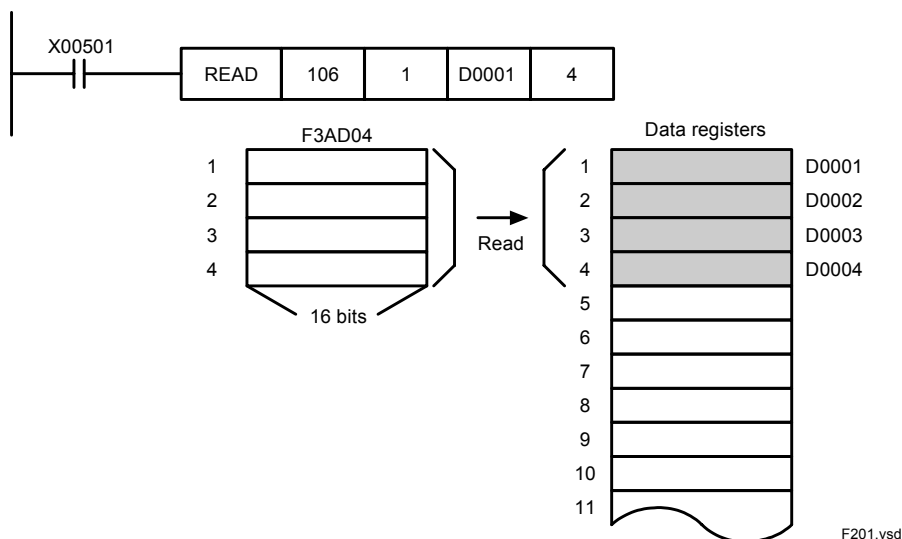 X00501
READ 106 1 D0001 4
F3AD04 Data registers
1 1 D0001
2 2 D0002
3 Read 3 D0003
4 4 D0004
16 bits 5
6
7
8
9
10
11
F201.vsd